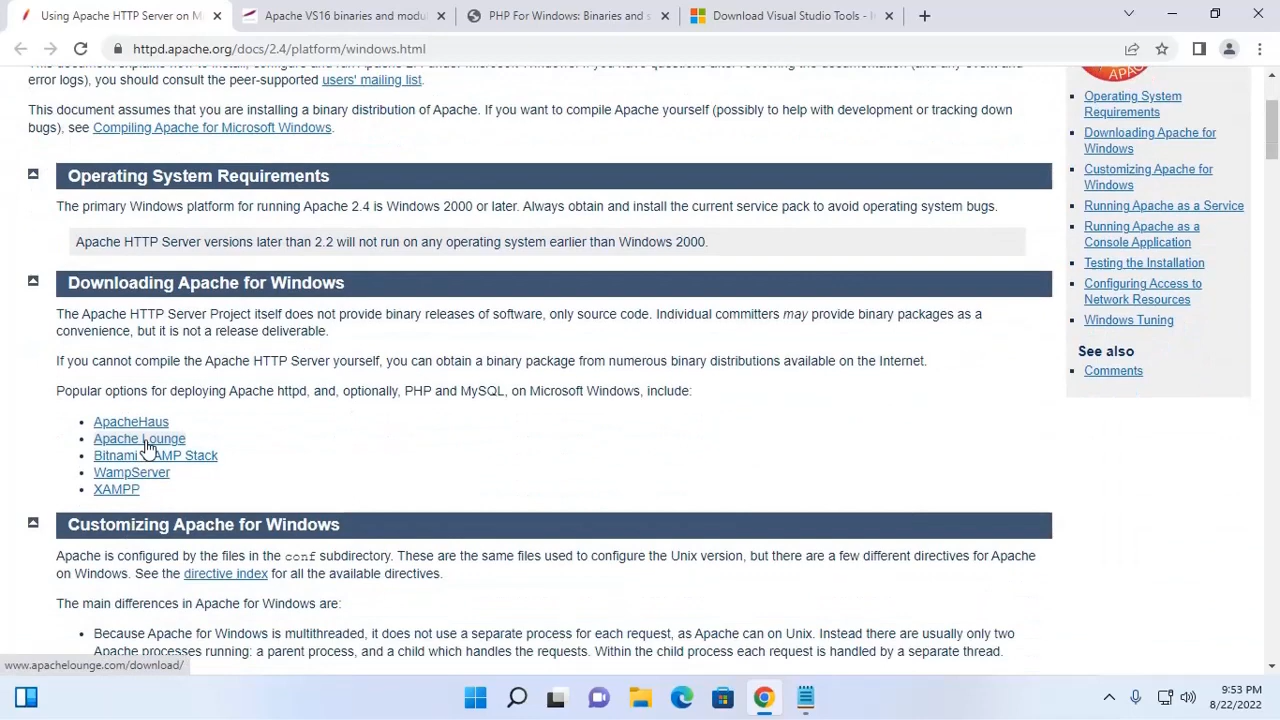 Using Apache HTTP Server on M
Apache VS16 binaries and modul
PHP For Windows: Binaries and s
Download Visual Studio Tools - I
httpd.apache.org/docs/2.4/platform/windows.html
error logs), you should consult the peer-supported users' mailing list.
This document assumes that you are installing a binary distribution of Apache. If you want to compile Apache yourself (possibly to help with development or tracking down
bugs), see Compiling Apache for Microsoft Windows.
Operating System Requirements
The primary Windows platform for running Apache 2.4 is Windows 2000 or later. Always obtain and install the current service pack to avoid operating system bugs.
Apache HTTP Server versions later than 2.2 will not run on any operating system earlier than Windows 2000.
Downloading Apache for Windows
The Apache HTTP Server Project itself does not provide binary releases of software, only source code. Individual committers may provide binary packages as a
convenience, but it is not a release deliverable.
If you cannot compile the Apache HTTP Server yourself, you can obtain a binary package from numerous binary distributions available on the Internet.
Popular options for deploying Apache httpd, and, optionally, PHP and MySQL, on Microsoft Windows, include:
ApacheHaus
Apache Lounge
Bitnami WAMP Stack
WampServer
XAMPP
Customizing Apache for Windows
Apache is configured by the files in the conf subdirectory. These are the same files used to configure the Unix version, but there are a few different directives for Apache
on Windows. See the directive index for all the available directives.
The main differences in Apache for Windows are:
Because Apache for Windows is multithreaded, it does not use a separate process for each request, as Apache can on Unix. Instead there are usually only two
Apache processes running: a parent process, and a child which handles the requests. Within the child process each request is handled by a separate thread.
APAC
Operating System
Requirements
Downloading Apache for
Windows
Customizing Apache for
Windows
Running Apache as a Service
Running Apache as a
Console Application
Testing the Installation
Configuring Access to
Network Resources
Windows Tuning
See also
Comments
www.apachelounge.com/download/
9:53 PM
8/22/2022